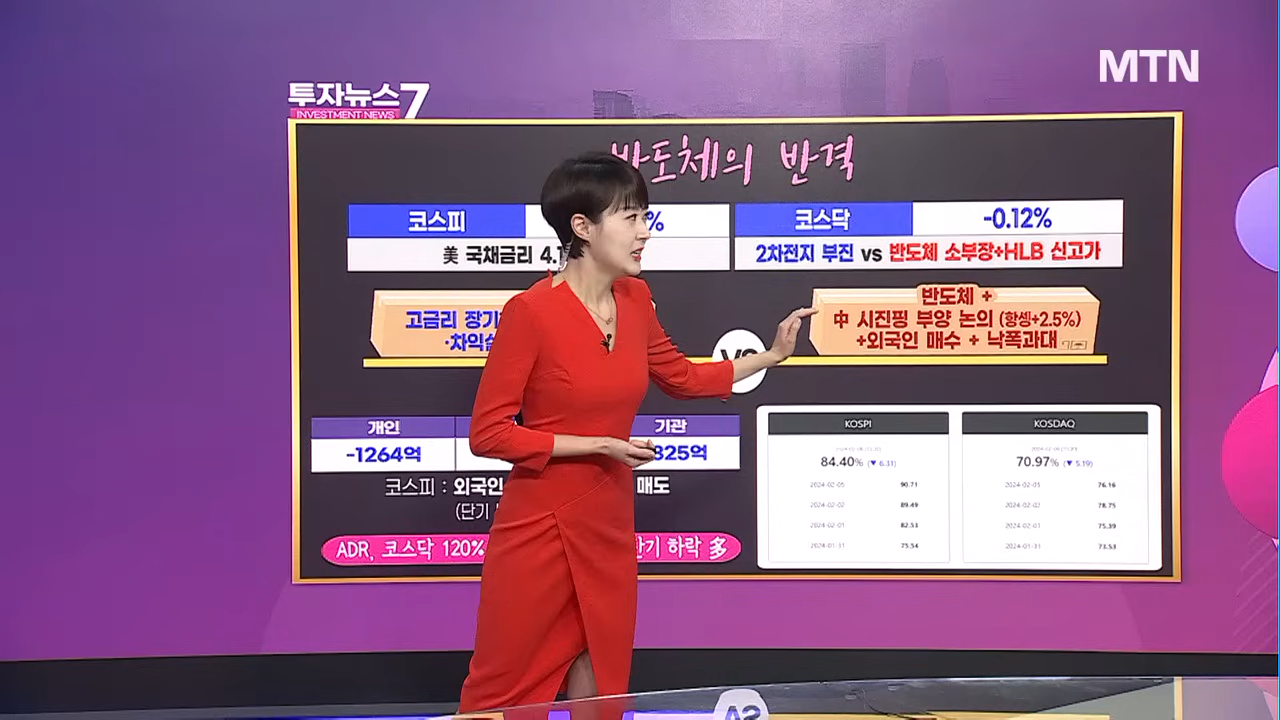 MTN
투자뉴스7
INVESTMENT NEWS
반도체의 반격
코스피
%
코스닥
-0.12%
美 국채금리 4.1
2차전지 부진 vs 반도체 소부장+HLB 신고가
고금리 장기
·차익실
VS
반도체 +
中 시진핑 부양 논의 (항셍+2.5%)
+외국인 매수 + 낙폭과대
개인
기관
-1264억
825억
코스피 : 외국인
매도
(단기
ADR, 코스닥 120%
단기 하락 多
KOSPI
84.40% (▼ 6.31)
2024-02-05 90.71
2024-02-02 89.49
2024-02-01 82.53
2024-01-31 75.54
KOSDAQ
70.97% (▼ 5.19)
2024-02-05 76.16
2024-02-02 78.75
2024-02-01 75.39
2024-01-31 73.53